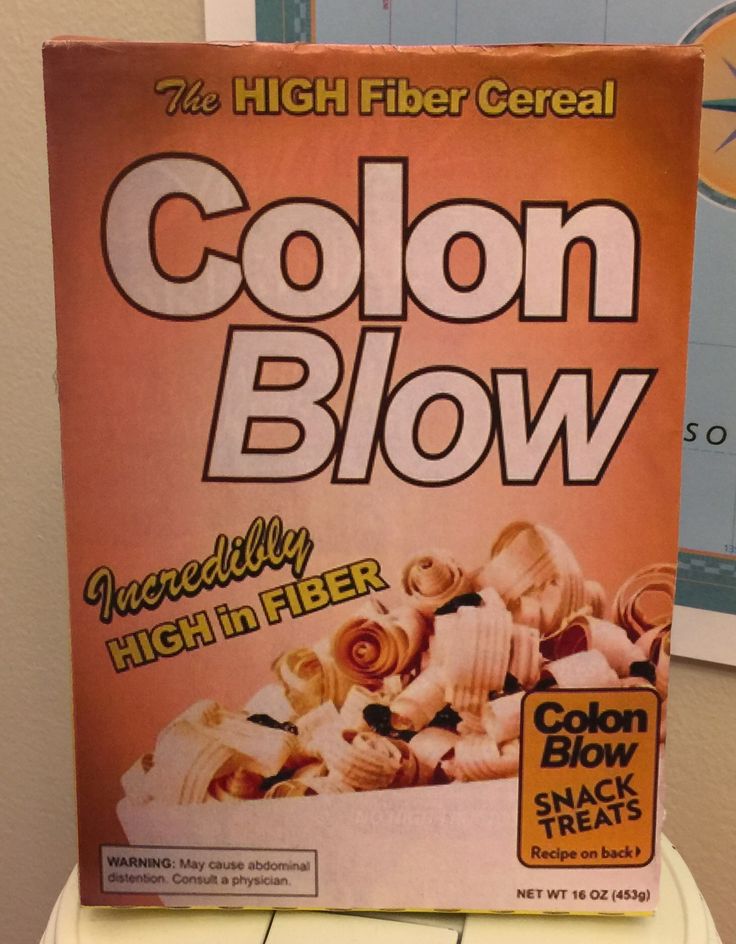 The HIGH Fiber Cereal
Colon
Blow
Incredibly
HIGH in FIBER
Colon
Blow
SNACK
TREATS
Recipe on back
WARNING: May cause abdominal
distention. Consult a physician.
NET WT 16 OZ (453g)
SO